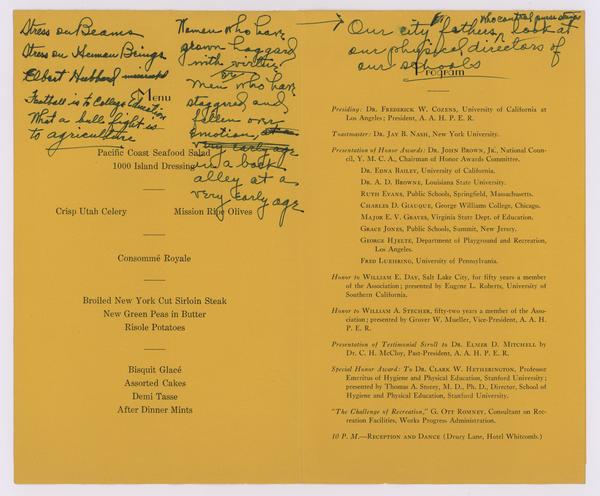 Stress on Beams
Stress on Human Beings
Elbert Hubbard
Football is to College Education
What a bull fight is
to agriculture
Women who have
grown haggard
with virtue
or
Men who have
staggered and
fallen over
emotion,
very early age
in a back
alley at a
very early age
Menu
Pacific Coast Seafood Salad
1000 Island Dressing
Crisp Utah Celery Mission Ripe Olives
Consommé Royale
Broiled New York Cut Sirloin Steak
New Green Peas in Butter
Risole Potatoes
Bisquit Glacé
Assorted Cakes
Demi Tasse
After Dinner Mints
who control
Our city fathers, look at
our physical directors of
our schools
Program
Presiding: DR. FREDERICK W. COZENS, University of California at
Los Angeles; President, A. A. H. P. E. R.
Toastmaster: DR. JAY B. NASH, New York University.
Presentation of Honor Awards: DR. JOHN BROWN, JR., National Coun-
cil, Y. M. C. A., Chairman of Honor Awards Committee.
DR. EDNA BAILEY, University of California.
DR. A. D. BROWNE, Louisiana State University.
RUTH EVANS, Public Schools, Springfield, Massachusetts.
CHARLES D. GIAUQUE, George Williams College, Chicago.
MAJOR E. V. GRAVES, Virginia State Dept. of Education.
GRACE JONES, Public Schools, Summit, New Jersey.
GEORGE HJELTE, Department of Playground and Recreation,
Los Angeles.
FRED LUEHRING, University of Pennsylvania.
Honor to WILLIAM E. DAY, Salt Lake City, for fifty years a member
of the Association; presented by Eugene L. Roberts, University of
Southern California.
Honor to WILLIAM A. STECHER, fifty-two years a member of the Asso-
ciation; presented by Grover W. Mueller, Vice-President, A. A. H.
P. E. R.
Presentation of Testimonial Scroll to DR. ELMER D. MITCHELL by
Dr. C. H. McCloy, Past-President, A. A. H. P. E. R.
Special Honor Award: To DR. CLARK W. HETHERINGTON, Professor
Emeritus of Hygiene and Physical Education, Stanford University;
presented by Thomas A. Storey, M. D., Ph. D., Director, School of
Hygiene and Physical Education, Stanford University.
"The Challenge of Recreation," G. OTT ROMNEY, Consultant on Rec-
reation Facilities, Works Progress Administration.
10 P. M.—RECEPTION AND DANCE (Drury Lane, Hotel Whitcomb.)